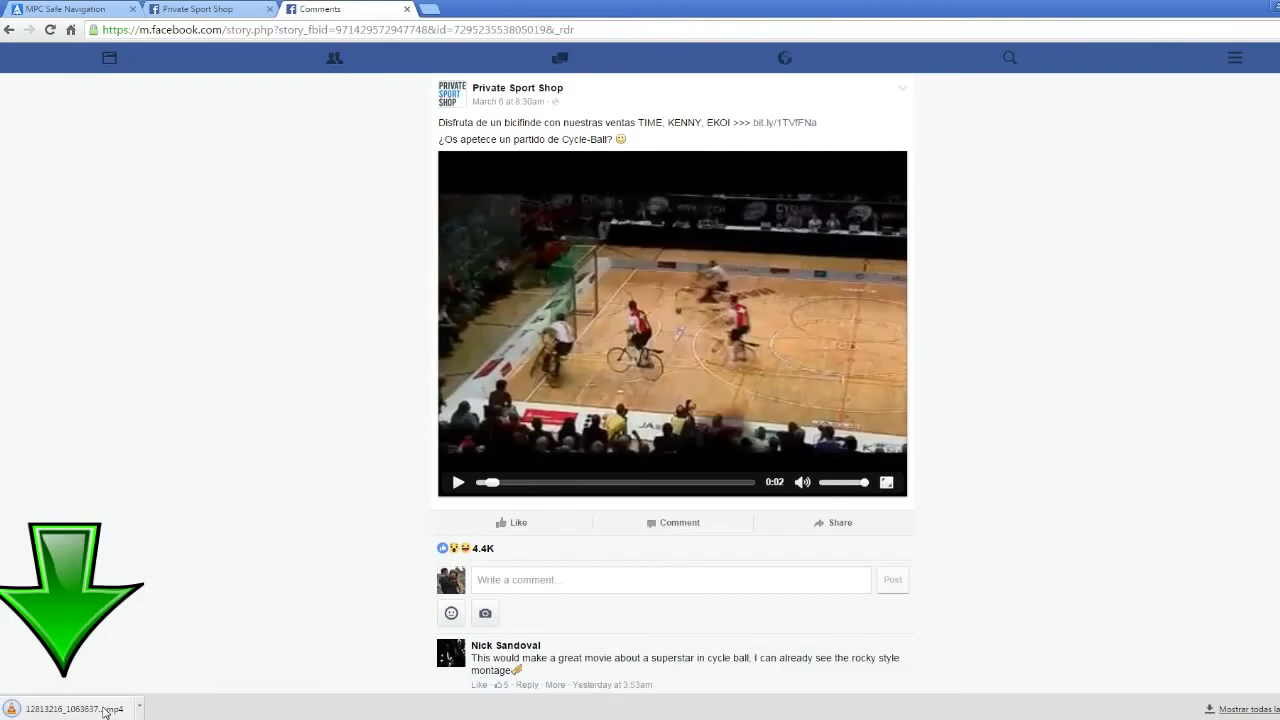 MPC Safe Navigation
Private Sport Shop
Comments
https://m.facebook.com/story.php?story_fbid=971429572947748&id=729523553805019&_rdr
PRIVATE SPORT SHOP
Private Sport Shop
March 6 at 8:30am
Disfruta de un bicifinde con nuestras ventas TIME, KENNY, EKOI >>> bit.ly/1TVfFNa
¿Os apetece un partido de Cycle-Ball?
0:02
Like
Comment
Share
4.4K
Write a comment...
Post
Nick Sandoval
This would make a great movie about a superstar in cycle ball, I can already see the rocky style
montage
Like · 5 · Reply · More · Yesterday at 3:53am
12813216_1063637...mp4
Mostrar todas la